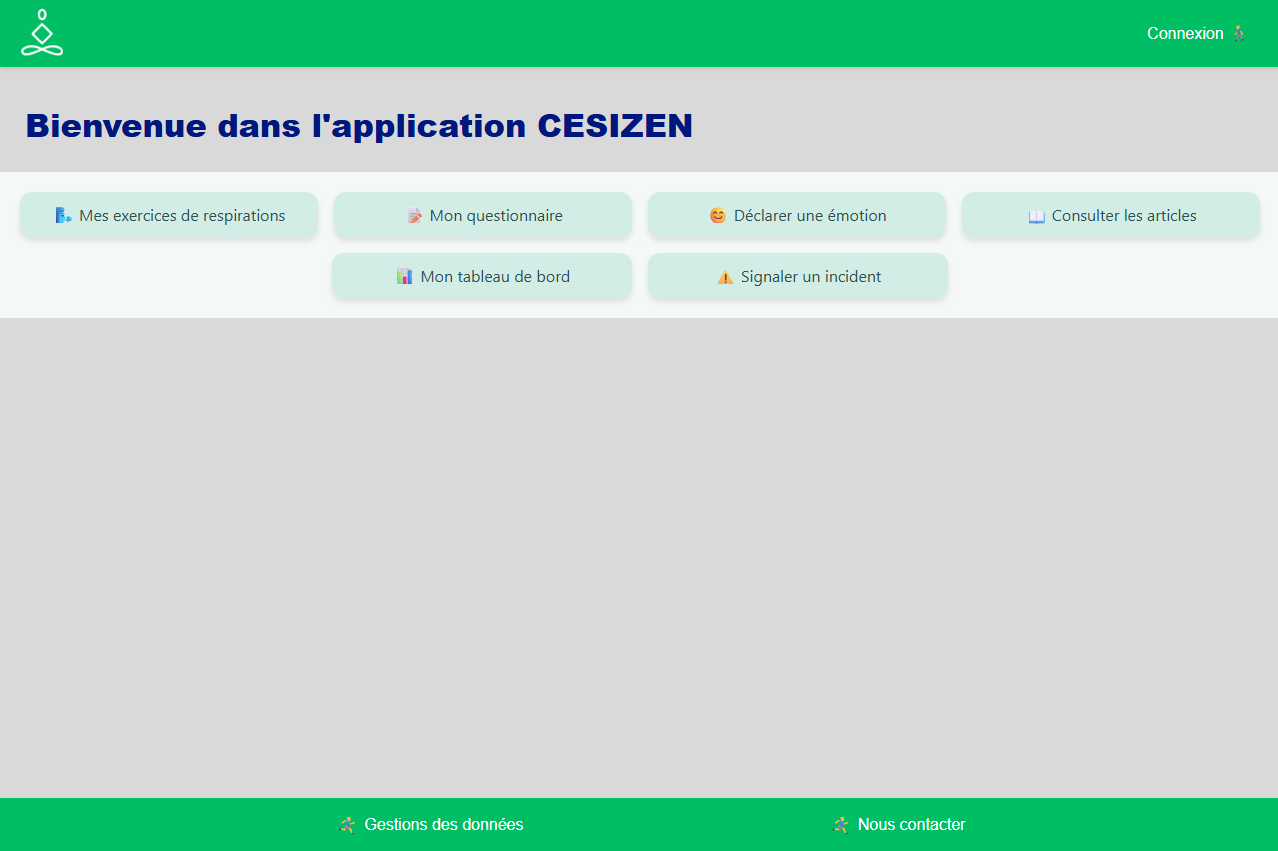 Connexion
Bienvenue dans l'application CESIZEN
Mes exercices de respirations
Mon questionnaire
Déclarer une émotion
Consulter les articles
Mon tableau de bord
Signaler un incident
Gestions des données
Nous contacter